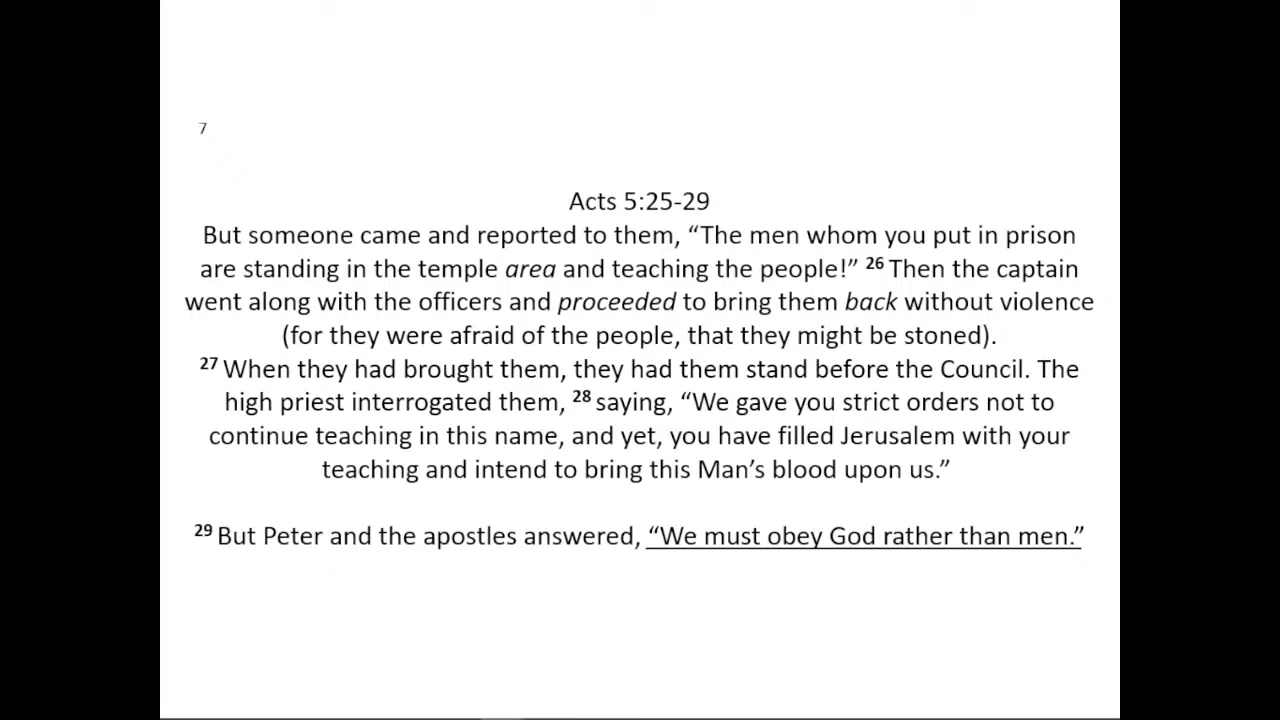 7
Acts 5:25-29
But someone came and reported to them, “The men whom you put in prison
are standing in the temple area and teaching the people!” 26 Then the captain
went along with the officers and proceeded to bring them back without violence
(for they were afraid of the people, that they might be stoned).
27 When they had brought them, they had them stand before the Council. The
high priest interrogated them, 28 saying, “We gave you strict orders not to
continue teaching in this name, and yet, you have filled Jerusalem with your
teaching and intend to bring this Man’s blood upon us.”
29 But Peter and the apostles answered, “We must obey God rather than men.”